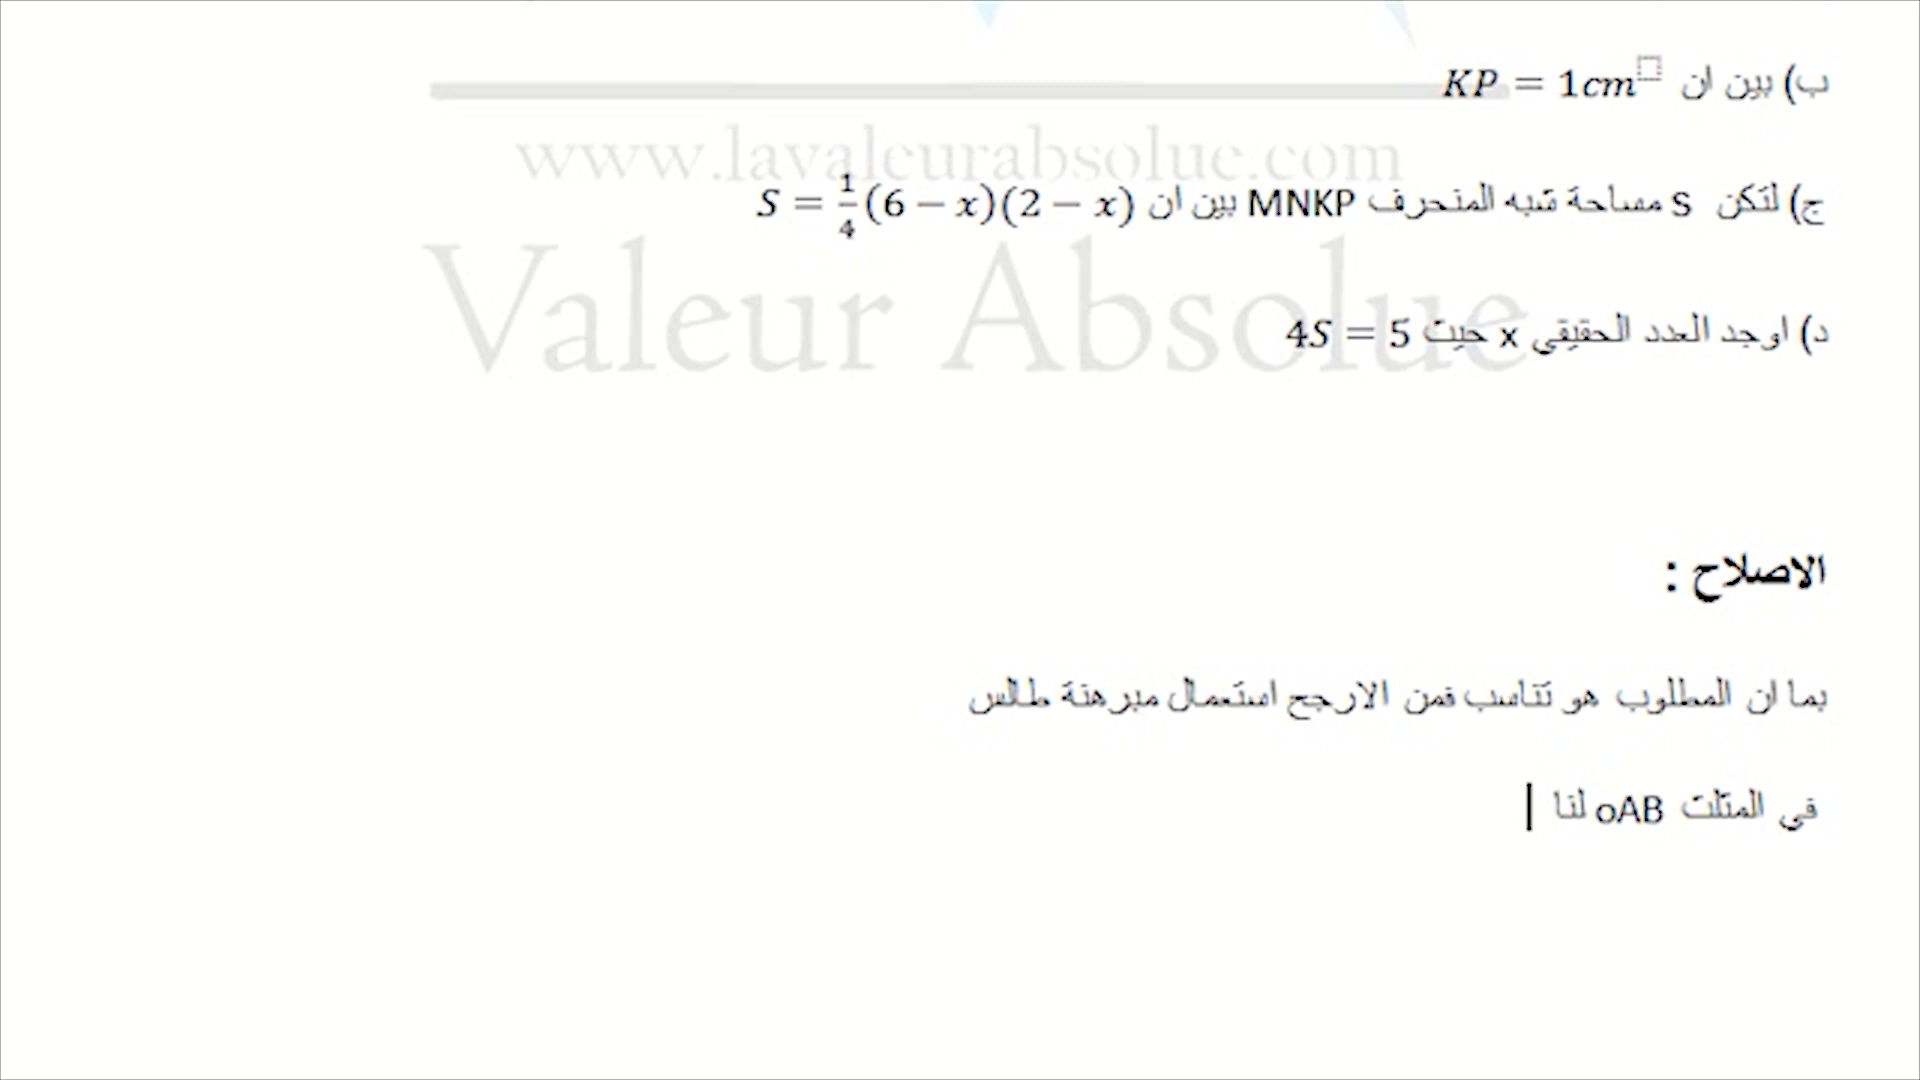 ب) بين ان KP = 1cm
www.lavaleurabsolue.com
ج) لتكن S مساحة شبه المنحرف MNKP بين ان S = \frac{1}{4}(6 − x)(2 − x)
Valeur Absolue
د) اوجد العدد الحقيقي x حيث 4S = 5
الاصلاح :
بما ان المطلوب هو تناسب فمن الارجح استعمال مبرهنة طالس
في المثلث oAB لنا